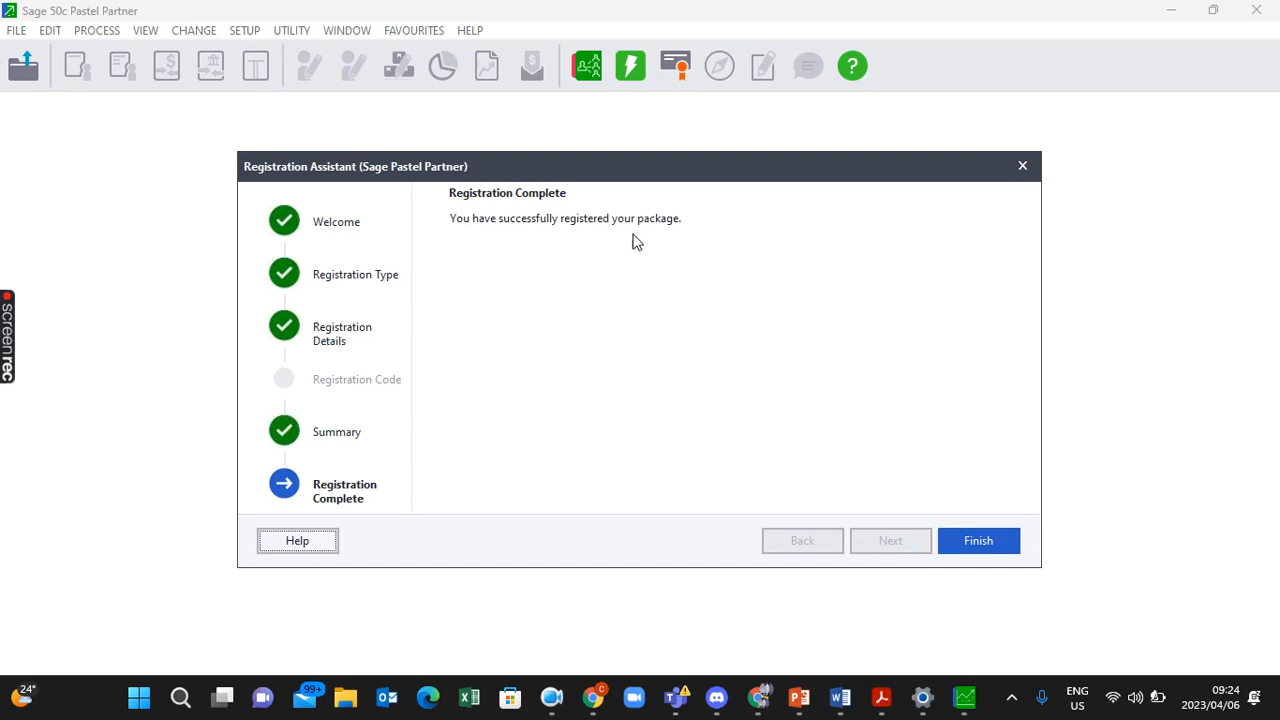 Sage 50c Pastel Partner
FILE EDIT PROCESS VIEW CHANGE SETUP UTILITY WINDOW FAVOURITES HELP
Registration Assistant (Sage Pastel Partner)
Welcome
Registration Type
Registration
Details
Registration Code
Summary
Registration
Complete
Registration Complete
You have successfully registered your package.
Help
Back
Next
Finish
screenrec
24°
99+
C
ENG
US
09:24
2023/04/06